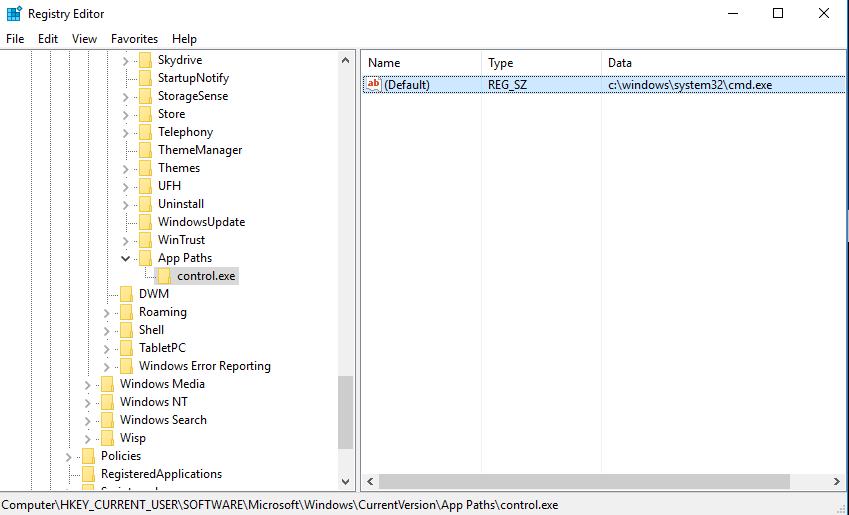 Registry Editor
File Edit View Favorites Help
Skydrive
StartupNotify
StorageSense
Store
Telephony
ThemeManager
Themes
UFH
Uninstall
WindowsUpdate
WinTrust
App Paths
control.exe
DWM
Roaming
Shell
TabletPC
Windows Error Reporting
Windows Media
Windows NT
Windows Search
Wisp
Policies
RegisteredApplications
Name Type Data
ab (Default) REG_SZ c:\windows\system32\cmd.exe
Computer\HKEY_CURRENT_USER\SOFTWARE\Microsoft\Windows\CurrentVersion\App Paths\control.exe